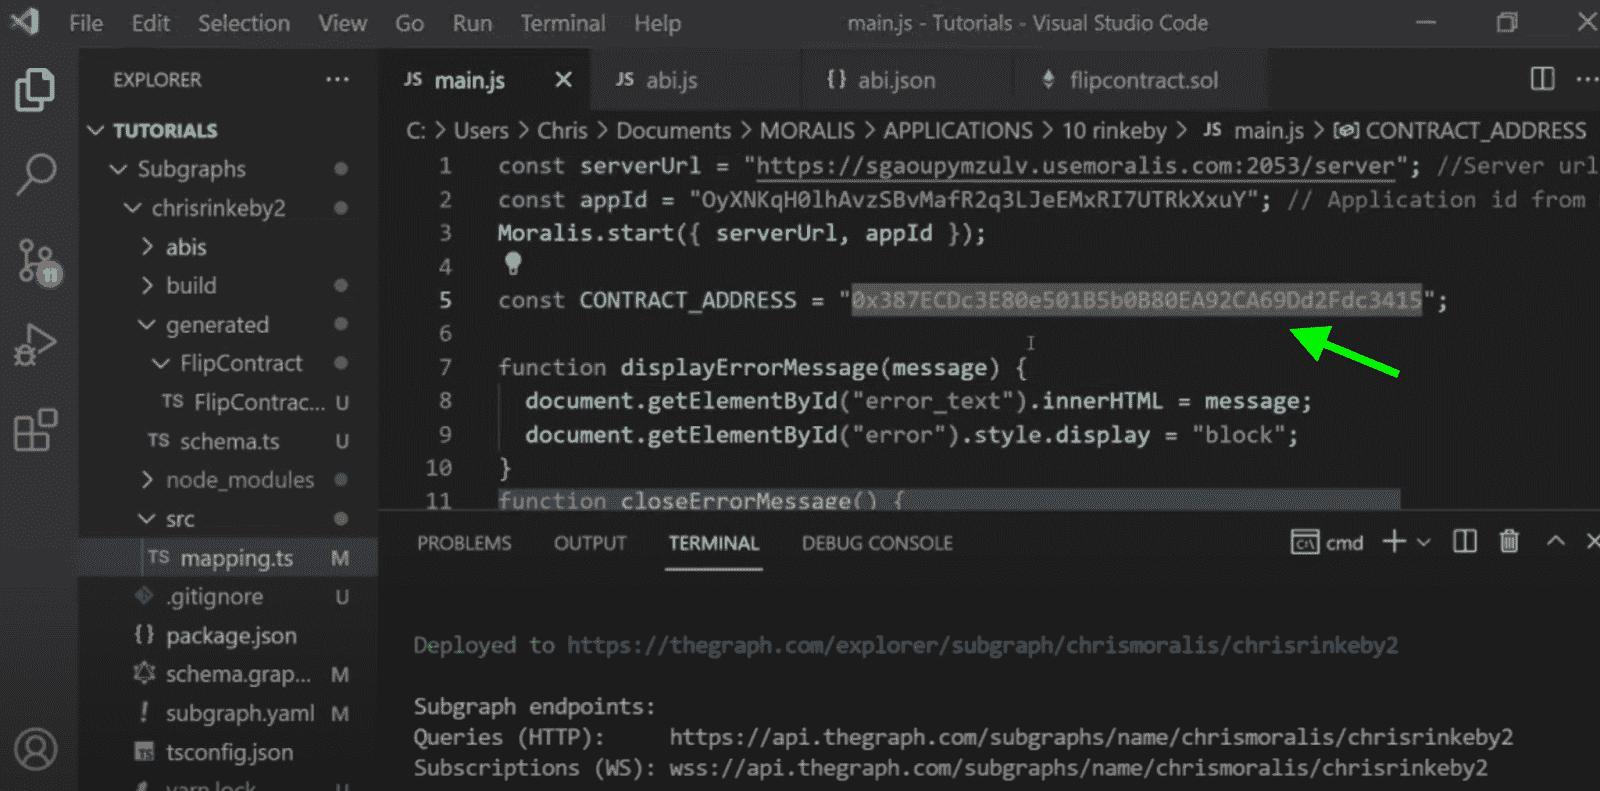 File Edit Selection View Go Run Terminal Help main.js - Tutorials - Visual Studio Code
EXPLORER ...
TUTORIALS
Subgraphs
chrisrinkeby2
abis
build
generated
FlipContract
TS FlipContrac... U
TS schema.ts U
node_modules
src
TS mapping.ts M
.gitignore U
{} package.json
schema.grap... M
! subgraph.yaml M
TS tsconfig.json
yarn.lock U
11
JS main.js JS abi.js {} abi.json flipcontract.sol ...
C: > Users > Chris > Documents > MORALIS > APPLICATIONS > 10 rinkeby > JS main.js > CONTRACT_ADDRESS
1 const serverUrl = "https://sgaoupymzulv.usemoralis.com:2053/server"; //Server url
2 const appId = "OyXNKqH0lhAvzSBvMafR2q3LJeEMxRI7UTRkXxuY"; // Application id from
3 Moralis.start({ serverUrl, appId });
4
5 const CONTRACT_ADDRESS = "0x387ECDc3E80e501B5b0B80EA92CA69Dd2Fdc3415";
6
7 function displayErrorMessage(message) {
8 document.getElementById("error_text").innerHTML = message;
9 document.getElementById("error").style.display = "block";
10 }
11 function closeErrorMessage() {
PROBLEMS OUTPUT TERMINAL DEBUG CONSOLE cmd
Deployed to https://thegraph.com/explorer/subgraph/chrismoralis/chrisrinkeby2
Subgraph endpoints:
Queries (HTTP): https://api.thegraph.com/subgraphs/name/chrismoralis/chrisrinkeby2
Subscriptions (WS): wss://api.thegraph.com/subgraphs/name/chrismoralis/chrisrinkeby2